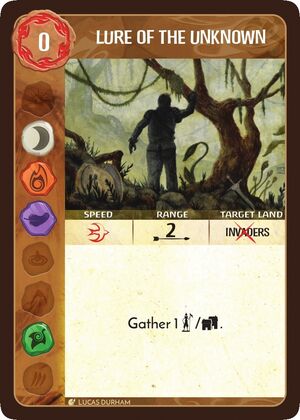 0 LURE OF THE UNKNOWN
SPEED RANGE TARGET LAND
2 INVADERS
Gather 1 / .
LUCAS DURHAM